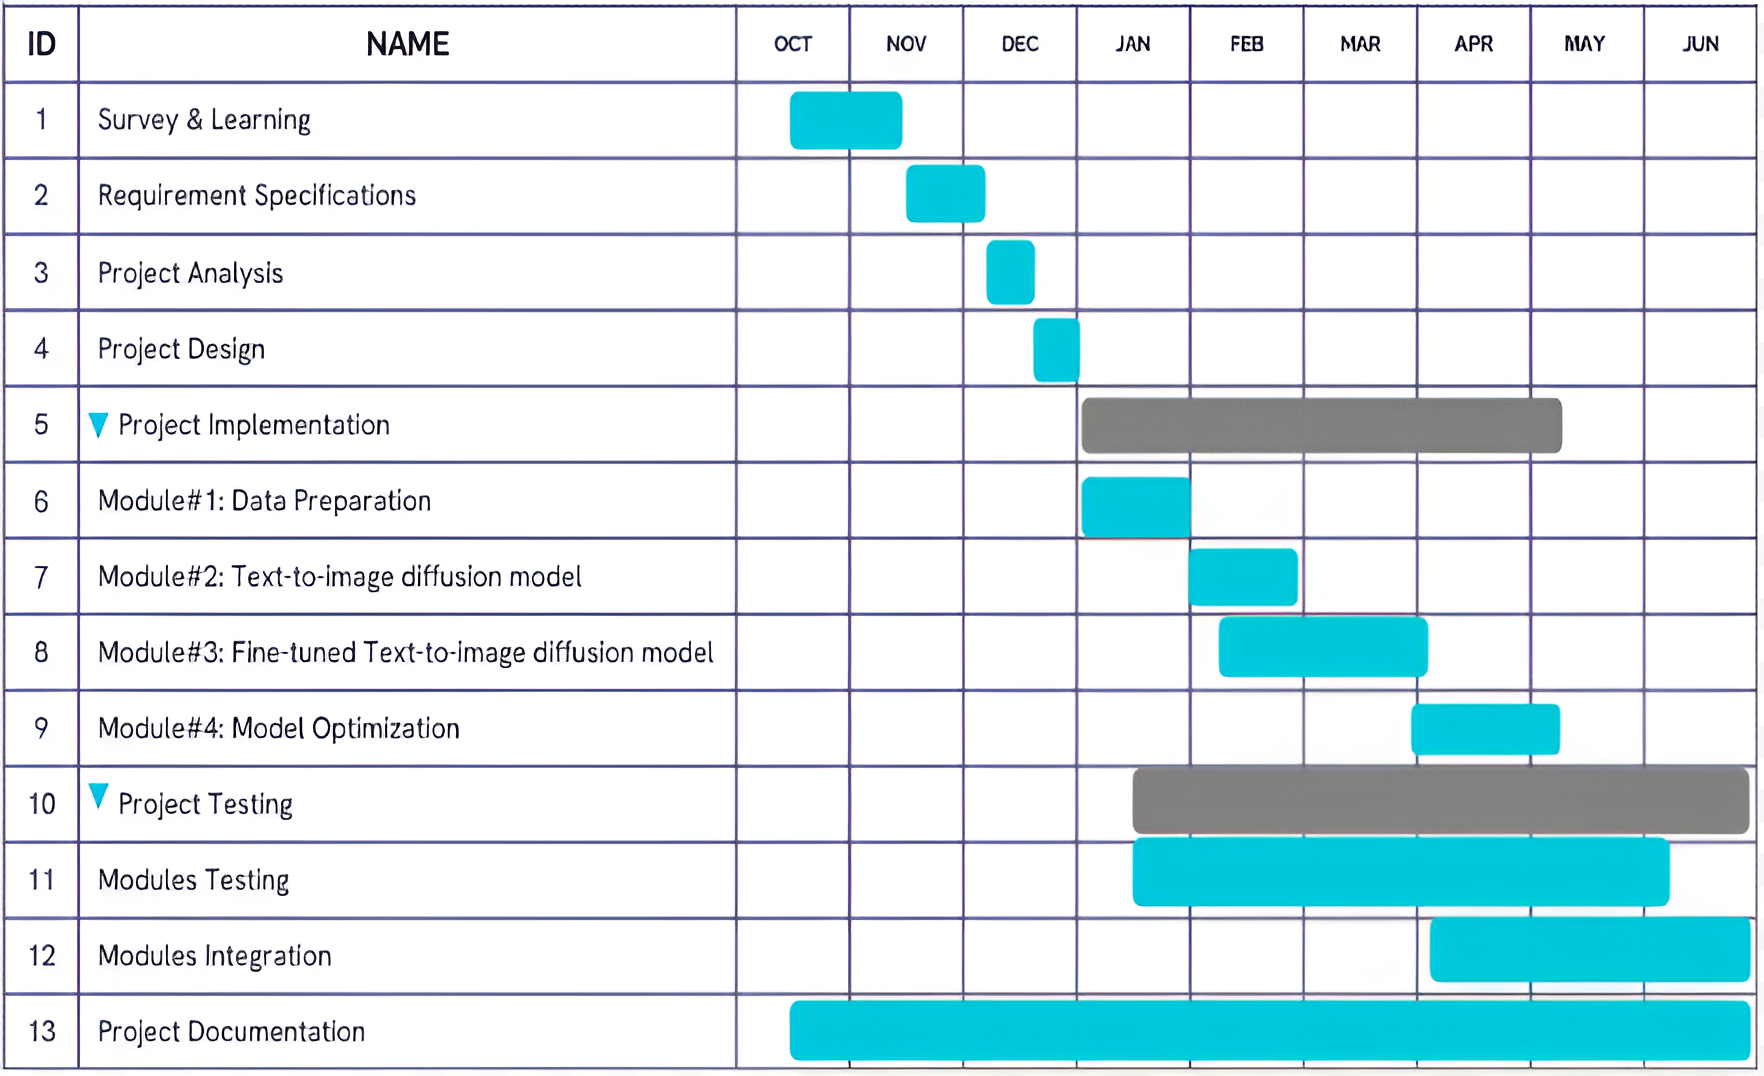 ID NAME OCT NOV DEC JAN FEB MAR APR MAY JUN
1 Survey & Learning
2 Requirement Specifications
3 Project Analysis
4 Project Design
5 Project Implementation
6 Module#1: Data Preparation
7 Module#2: Text-to-image diffusion model
8 Module#3: Fine-tuned Text-to-image diffusion model
9 Module#4: Model Optimization
10 Project Testing
11 Modules Testing
12 Modules Integration
13 Project Documentation